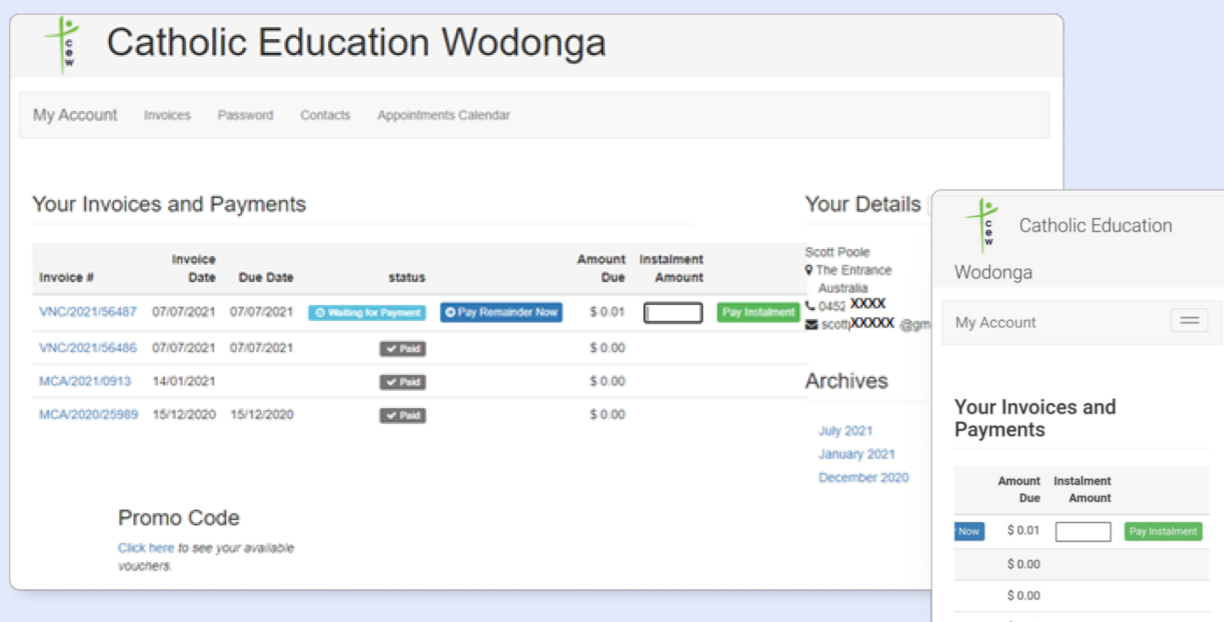 cew
Catholic Education Wodonga
My Account Invoices Password Contacts Appointments Calendar
Your Invoices and Payments
Invoice # Invoice Date Due Date status Amount Due Instalment Amount
VNC/2021/56487 07/07/2021 07/07/2021 Waiting for Payment Pay Remainder Now $ 0.01 Pay Instalment
VNC/2021/56486 07/07/2021 07/07/2021 Paid $ 0.00
MCA/2021/0913 14/01/2021 Paid $ 0.00
MCA/2020/25989 15/12/2020 15/12/2020 Paid $ 0.00
Promo Code
Click here to see your available
vouchers.
Your Details
Scott Poole
The Entrance
Australia
0452 XXXX
scottjXXXXX @gm
Archives
July 2021
January 2021
December 2020
cew
Catholic Education
Wodonga
My Account
Your Invoices and
Payments
Amount Due Instalment Amount
Now $ 0.01 Pay Instalment
$ 0.00
$ 0.00